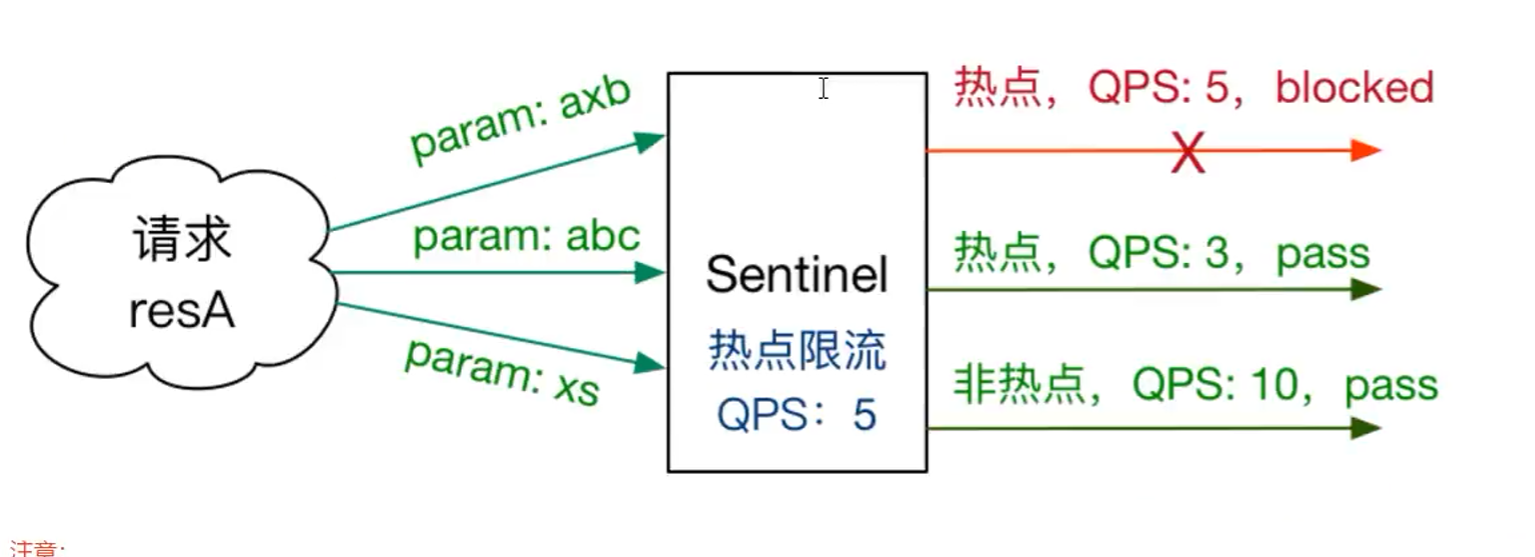 请求
resA
param: axb
param: abc
param: xs
Sentinel
热点限流
QPS：5
热点，QPS: 5，blocked
X
热点，QPS: 3，pass
非热点，QPS: 10，pass
注意: